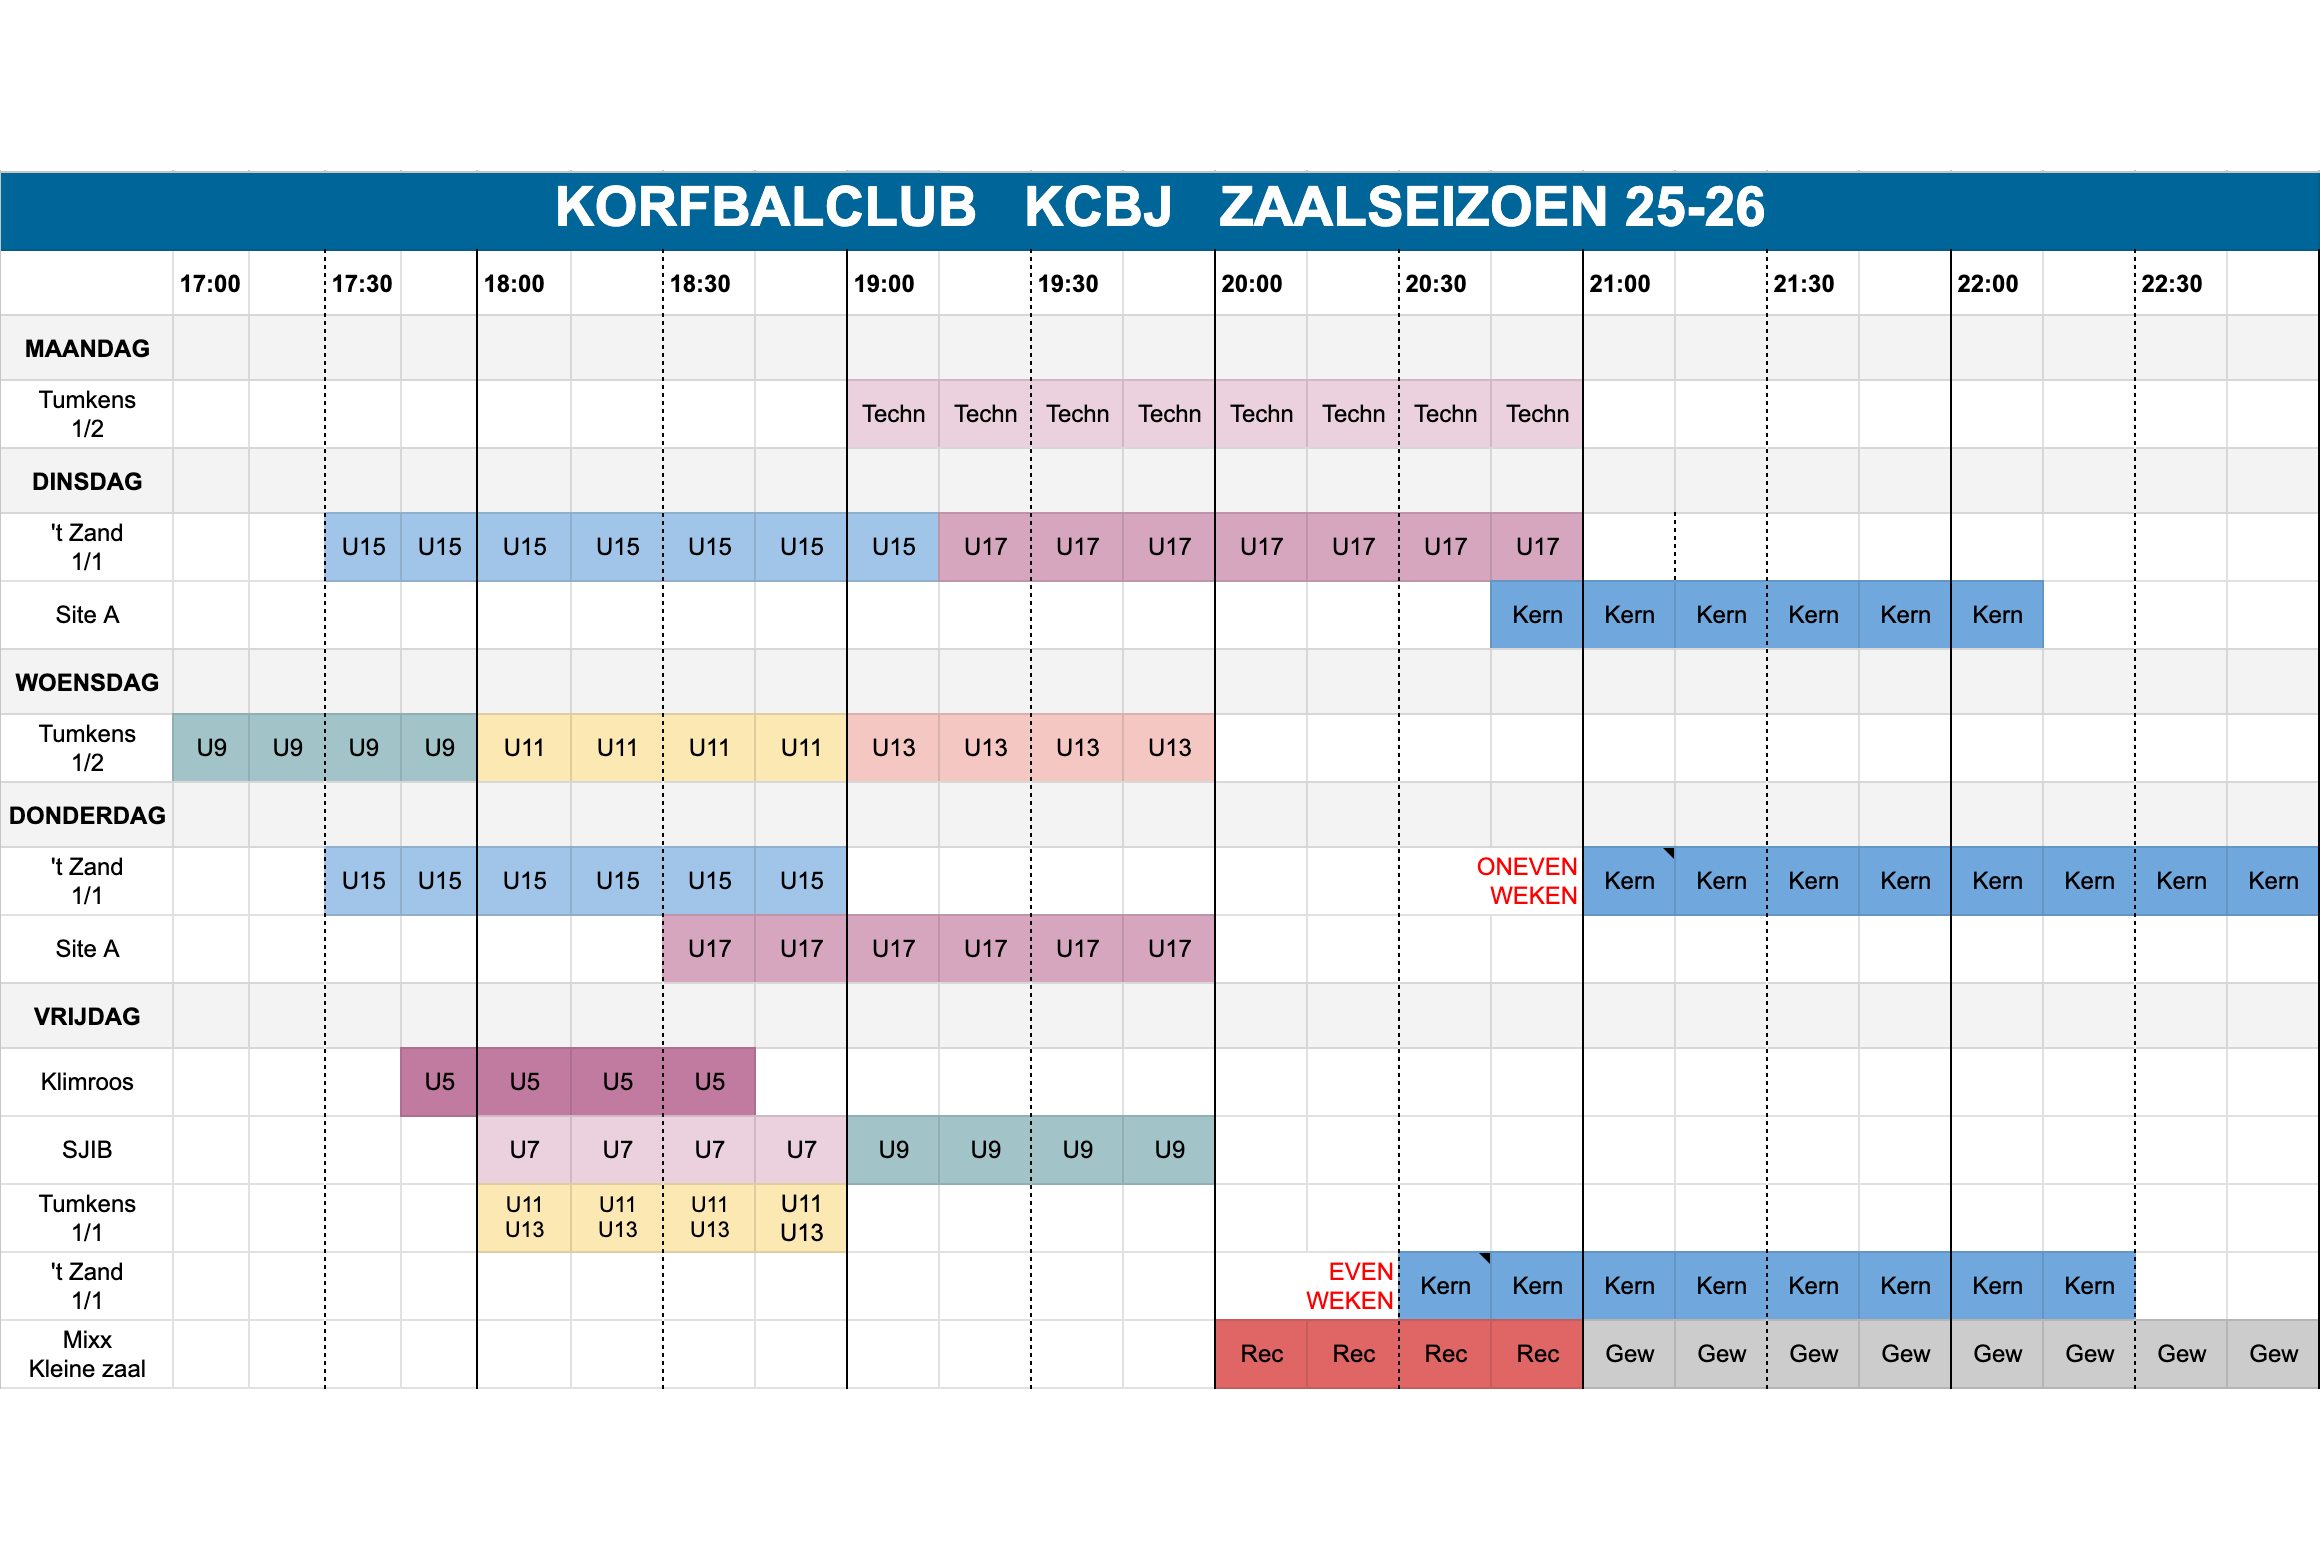 KORFBALCLUB KCBJ ZAALSEIZOEN 25-26
17:00 17:30 18:00 18:30 19:00 19:30 20:00 20:30 21:00 21:30 22:00 22:30
MAANDAG
Tumkens
1/2
Techn Techn Techn Techn Techn Techn Techn Techn
DINSDAG
't Zand
1/1
U15 U15 U15 U15 U15 U15 U15 U17 U17 U17 U17 U17 U17 U17
Site A
Kern Kern Kern Kern Kern Kern
WOENSDAG
Tumkens
1/2
U9 U9 U9 U9 U11 U11 U11 U11 U13 U13 U13 U13
DONDERDAG
't Zand
1/1
U15 U15 U15 U15 U15 U15
ONEVEN
WEKEN
Kern Kern Kern Kern Kern Kern Kern Kern
Site A
U17 U17 U17 U17 U17 U17
VRIJDAG
Klimroos
U5 U5 U5 U5
SJIB
U7 U7 U7 U7 U9 U9 U9 U9
Tumkens
1/1
U11 U11 U11 U11
U13 U13 U13 U13
't Zand
1/1
EVEN
WEKEN
Kern Kern Kern Kern Kern Kern Kern Kern
Mixx
Kleine zaal
Rec Rec Rec Rec Gew Gew Gew Gew Gew Gew Gew Gew